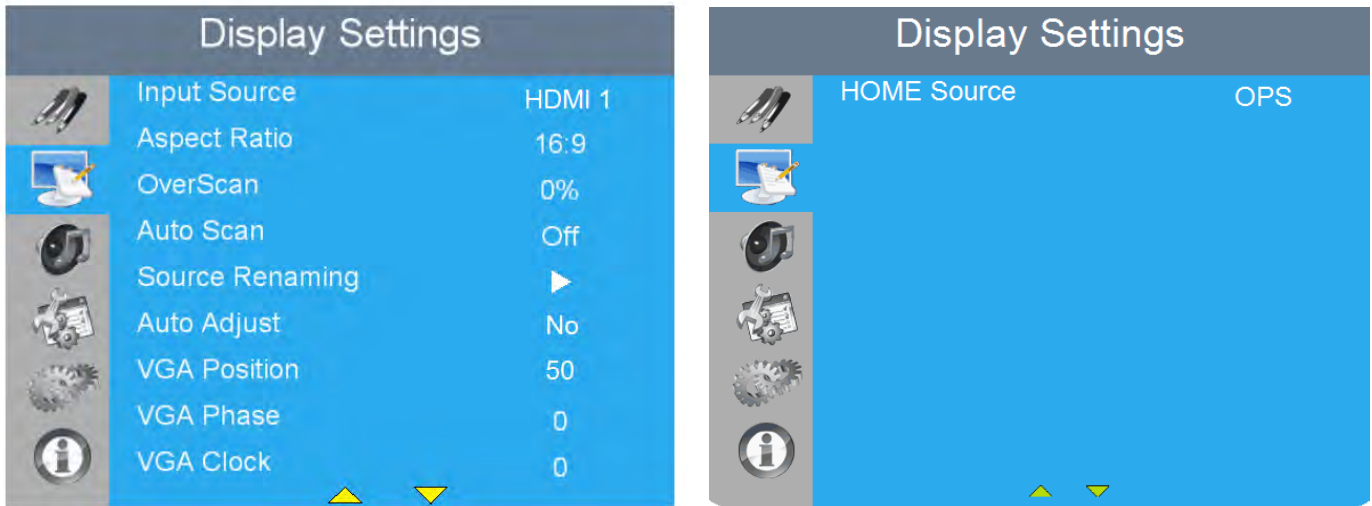 Display Settings
Input Source HDMI 1
Aspect Ratio 16:9
OverScan 0%
Auto Scan Off
Source Renaming
Auto Adjust No
VGA Position 50
VGA Phase 0
VGA Clock 0
Display Settings
HOME Source OPS